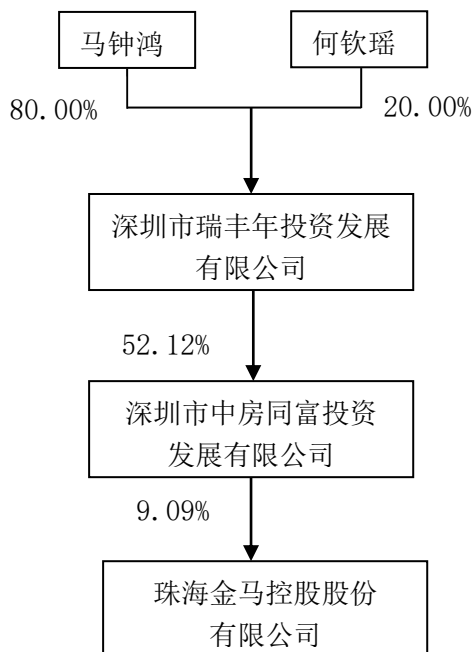 马钟鸿
何钦瑶
80.00%
20.00%
深圳市瑞丰年投资发展
有限公司
52.12%
深圳市中房同富投资
发展有限公司
9.09%
珠海金马控股股份
有限公司